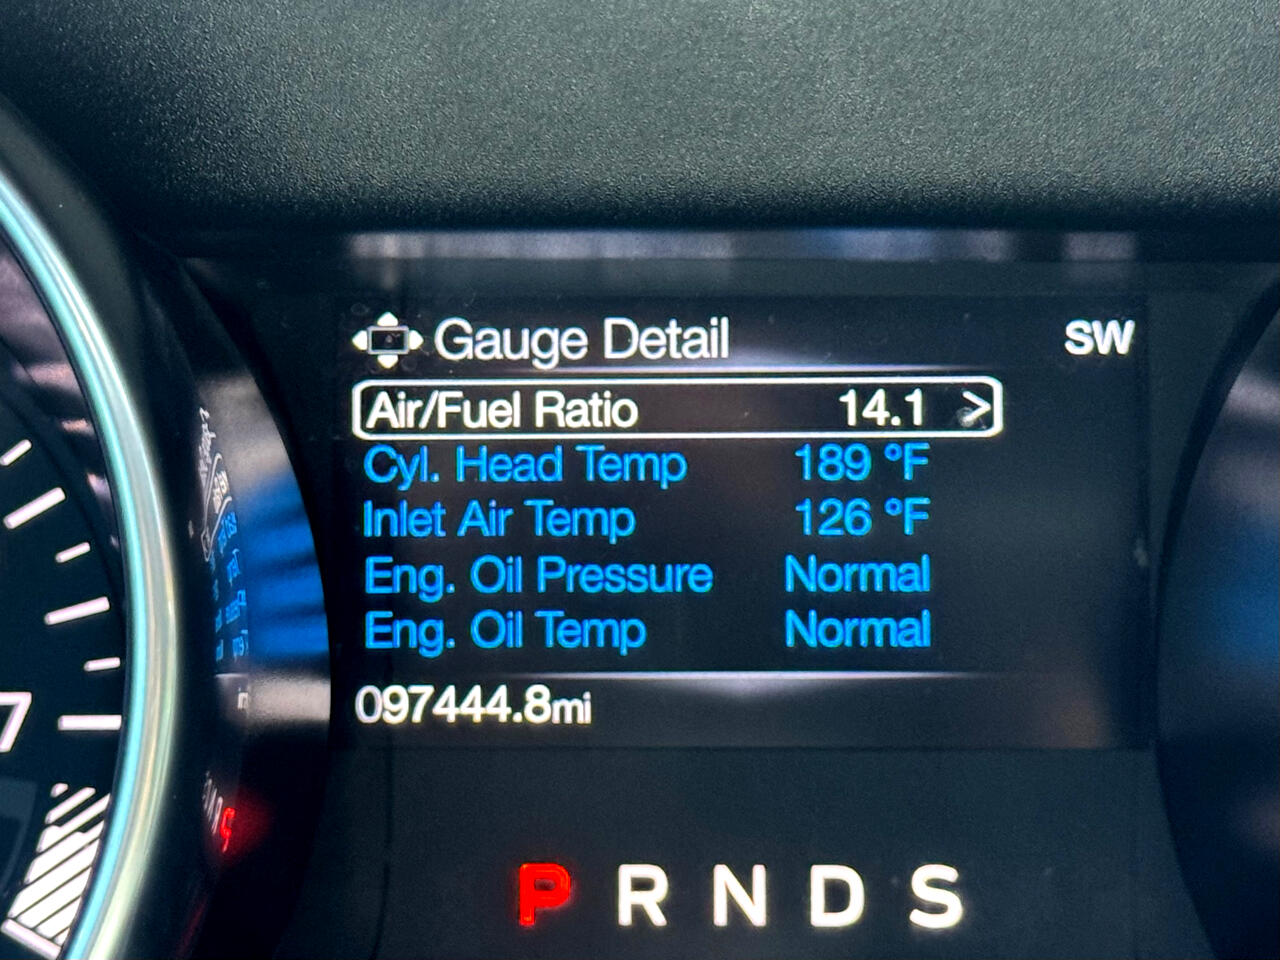 Gauge Detail SW
Air/Fuel Ratio 14.1 >
Cyl. Head Temp 189 °F
Inlet Air Temp 126 °F
Eng. Oil Pressure Normal
Eng. Oil Temp Normal
097444.8mi
7
P R N D S